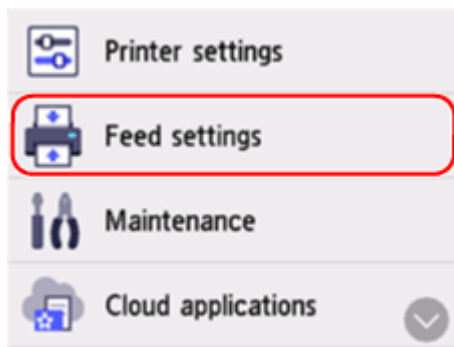 Printer settings
Feed settings
Maintenance
Cloud applications